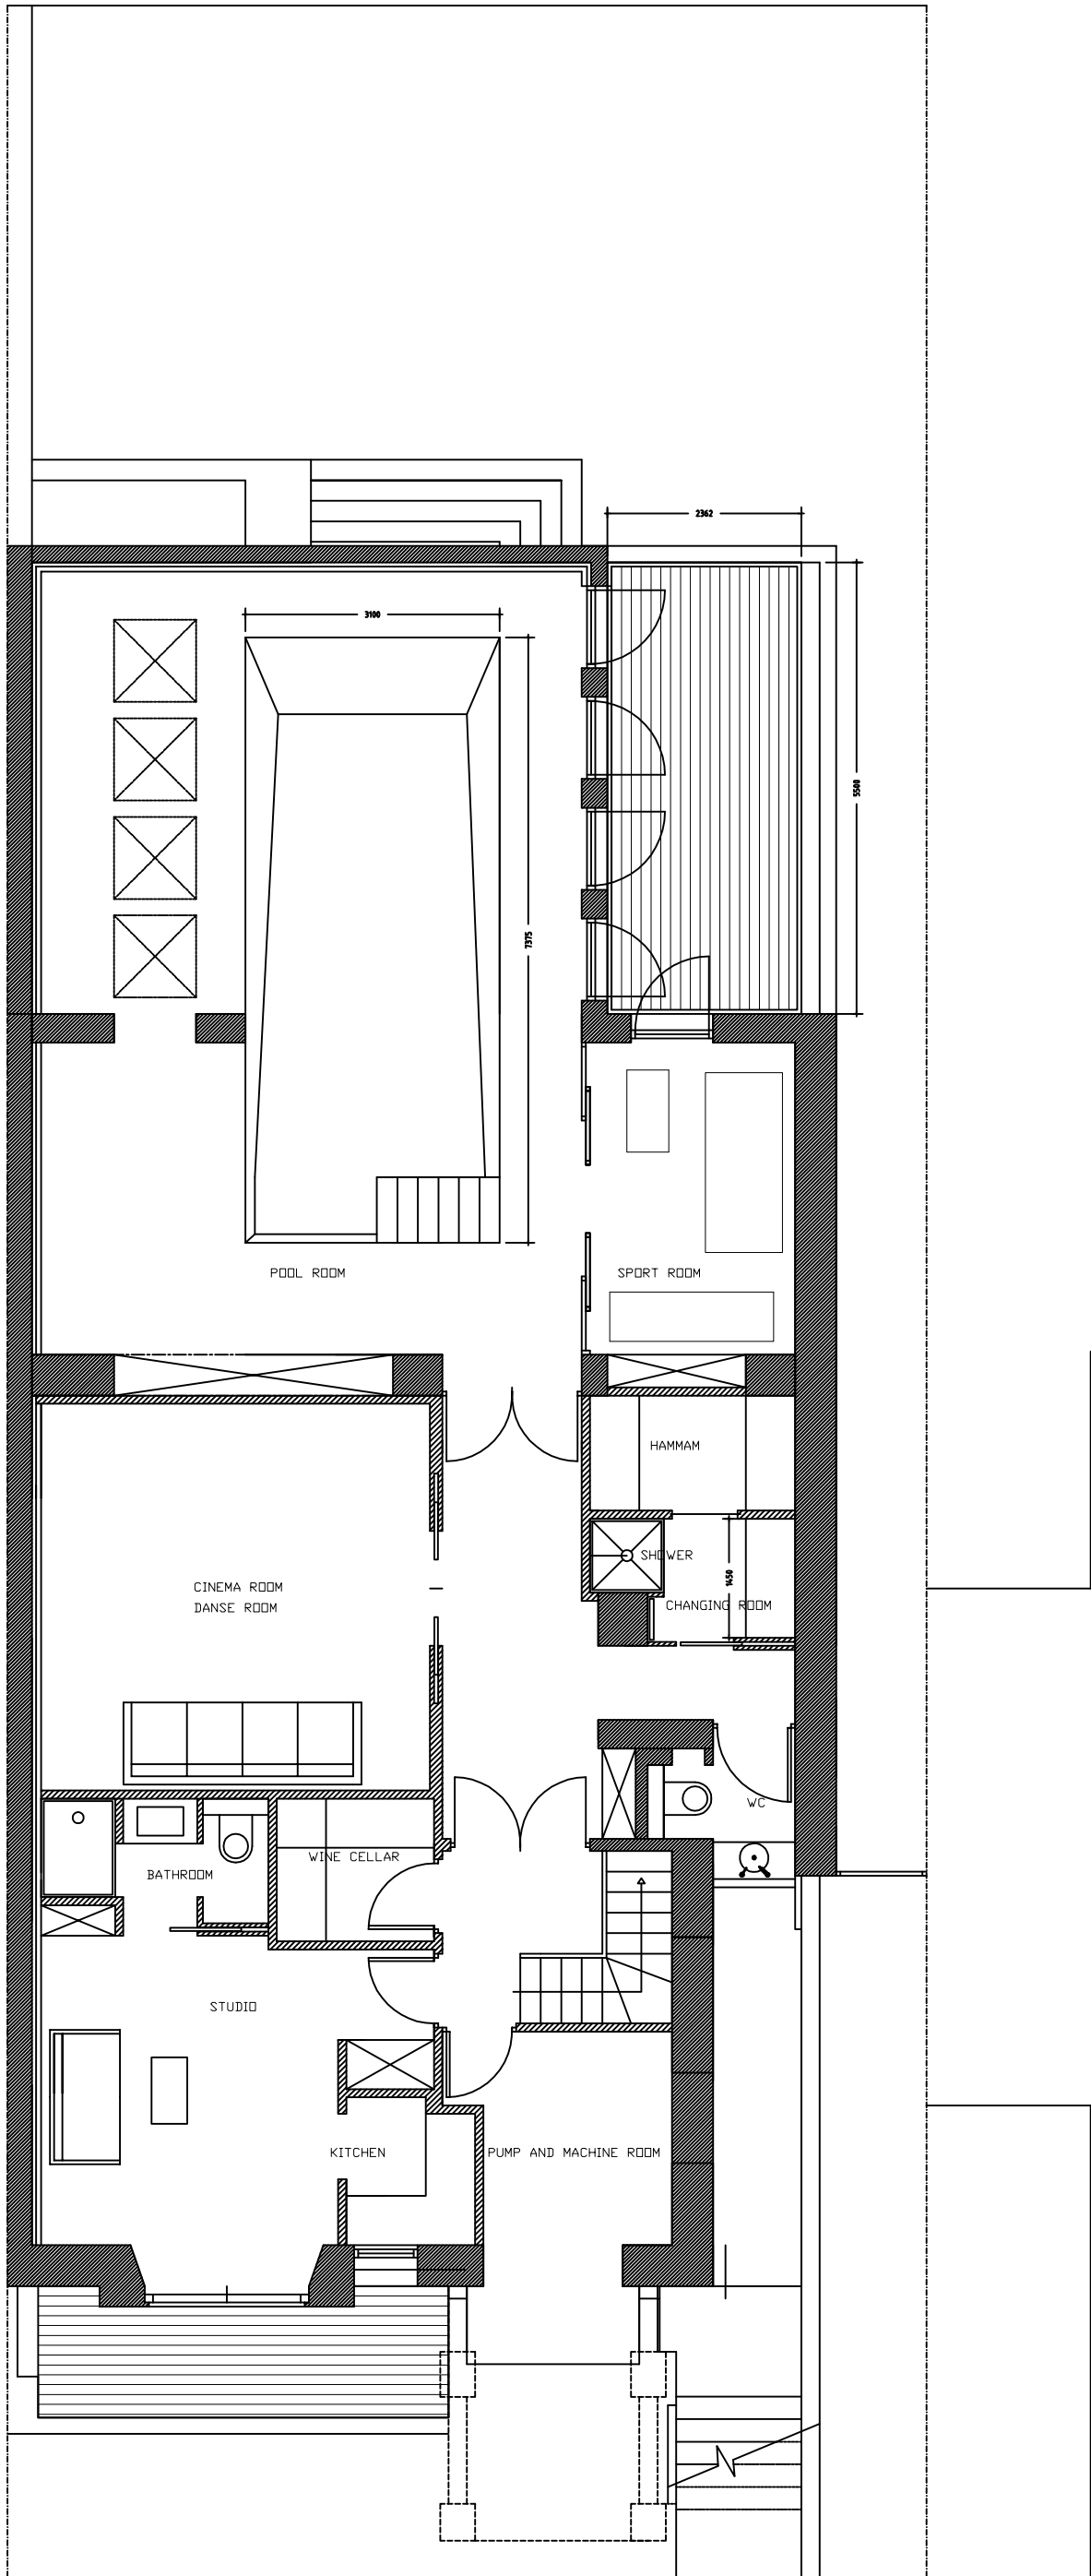 2362
3100
5500
7375
POOL ROOM
SPORT ROOM
HAMMAM
SHOWER
1450
CINEMA ROOM
DANSE ROOM
CHANGING ROOM
WC
WINE CELLAR
BATHROOM
STUDIO
KITCHEN
PUMP AND MACHINE ROOM